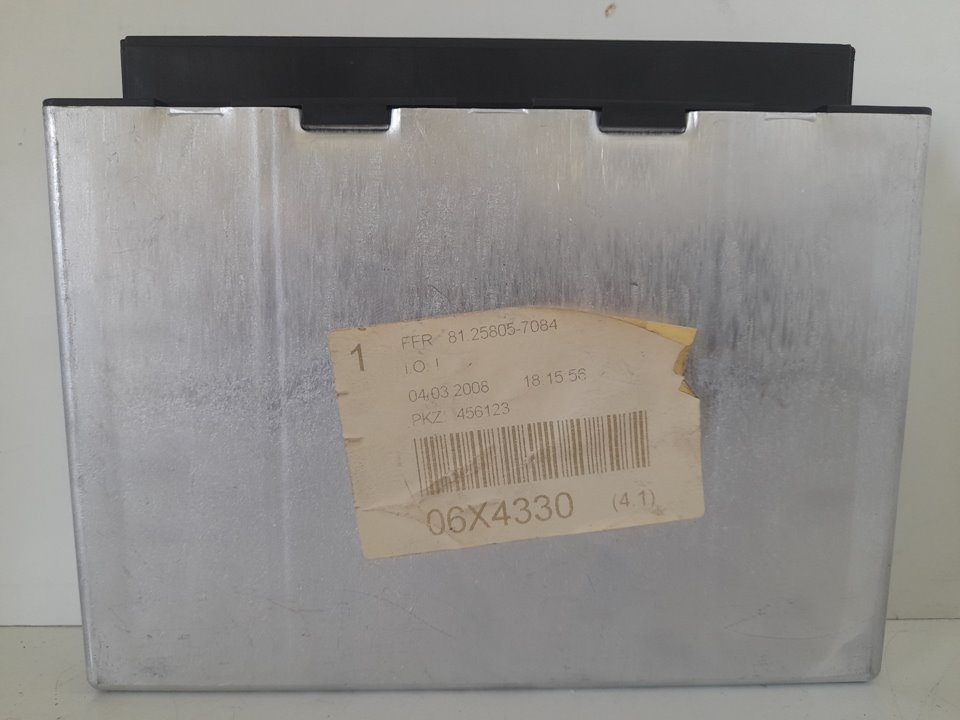 1
FFR 81.25805-7084
i.O. !
04.03.2008 18:15:56
PKZ: 456123
06X4330 (4.1)